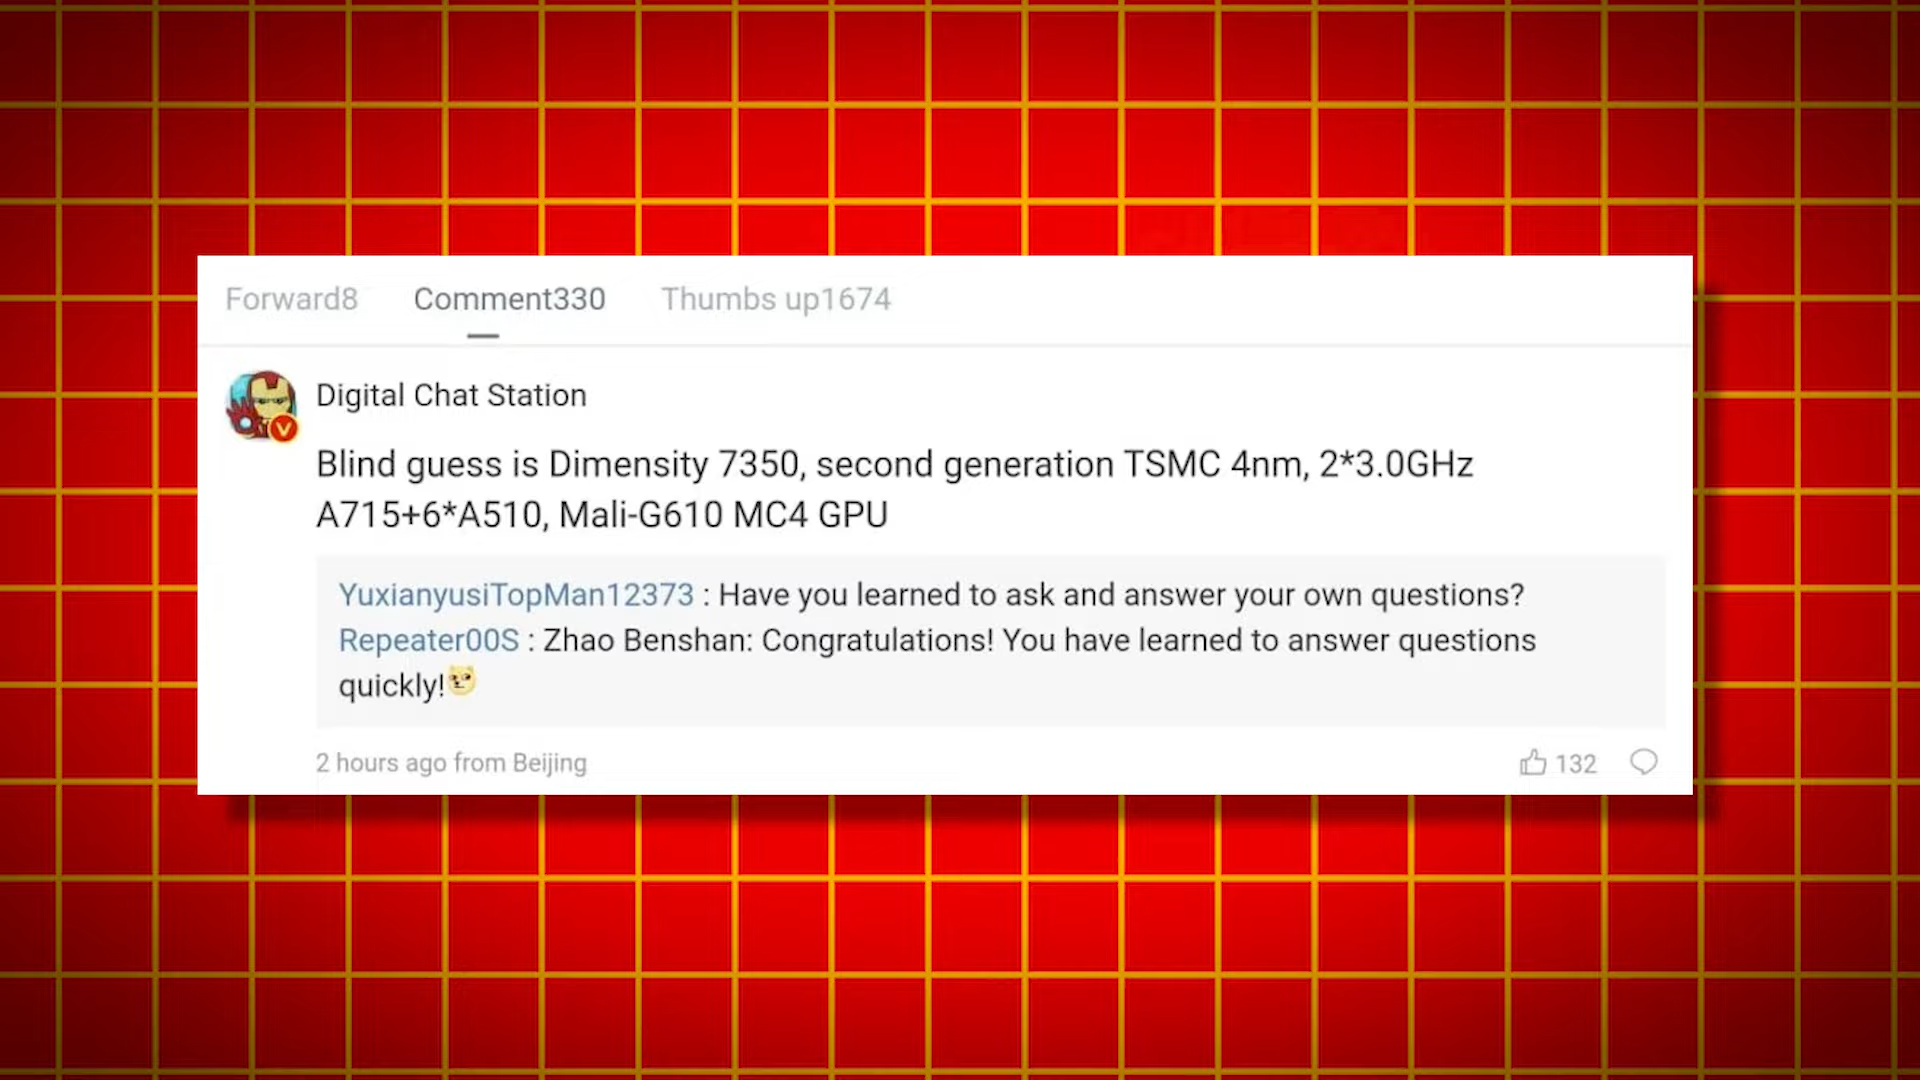 Forward8 Comment330 Thumbs up1674
Digital Chat Station
V
Blind guess is Dimensity 7350, second generation TSMC 4nm, 2*3.0GHz
A715+6*A510, Mali-G610 MC4 GPU
YuxianyusiTopMan12373 : Have you learned to ask and answer your own questions?
Repeater00S : Zhao Benshan: Congratulations! You have learned to answer questions
quickly!
2 hours ago from Beijing 132